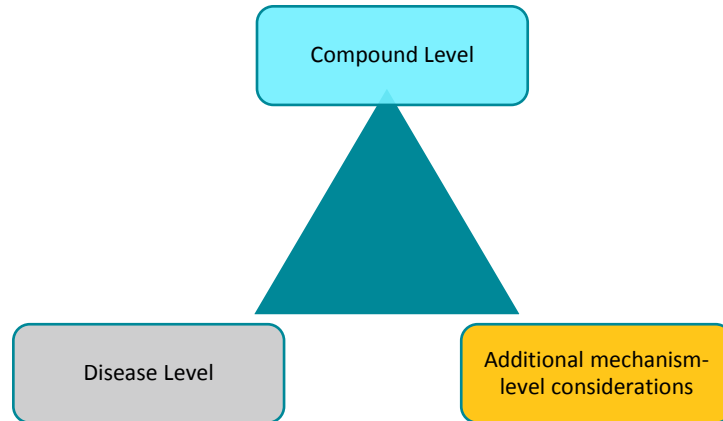 Compound Level
Disease Level
Additional mechanism-
level considerations